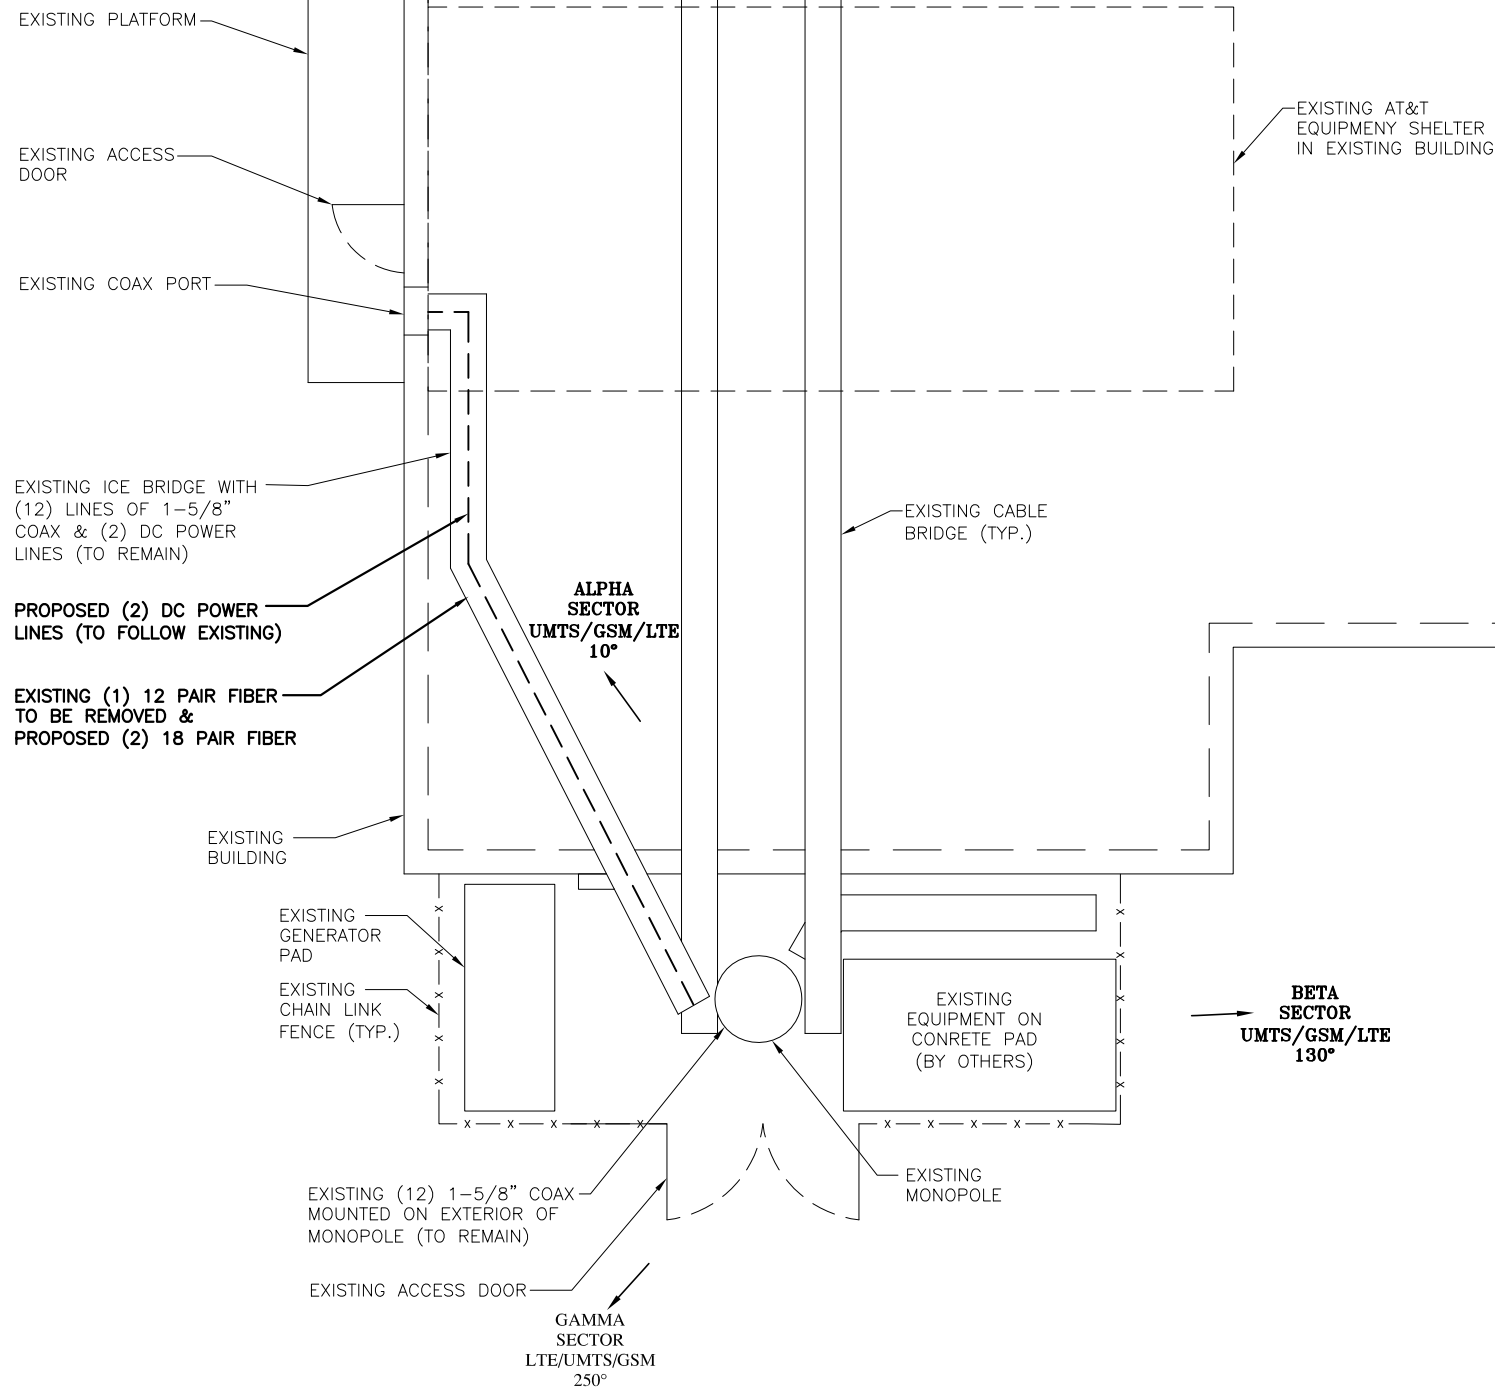 EXISTING PLATFORM
EXISTING AT&T
EQUIPMENY SHELTER
IN EXISTING BUILDING
EXISTING ACCESS
DOOR
EXISTING COAX PORT
EXISTING ICE BRIDGE WITH
(12) LINES OF 1-5/8"
COAX & (2) DC POWER
LINES (TO REMAIN)
EXISTING CABLE
BRIDGE (TYP.)
PROPOSED (2) DC POWER
LINES (TO FOLLOW EXISTING)
ALPHA
SECTOR
UMTS/GSM/LTE
10°
EXISTING (1) 12 PAIR FIBER
TO BE REMOVED &
PROPOSED (2) 18 PAIR FIBER
EXISTING
BUILDING
EXISTING
GENERATOR
PAD
EXISTING
CHAIN LINK
FENCE (TYP.)
EXISTING
EQUIPMENT ON
CONRETE PAD
(BY OTHERS)
BETA
SECTOR
UMTS/GSM/LTE
130°
EXISTING (12) 1-5/8" COAX
MOUNTED ON EXTERIOR OF
MONOPOLE (TO REMAIN)
EXISTING
MONOPOLE
EXISTING ACCESS DOOR
GAMMA
SECTOR
LTE/UMTS/GSM
250°